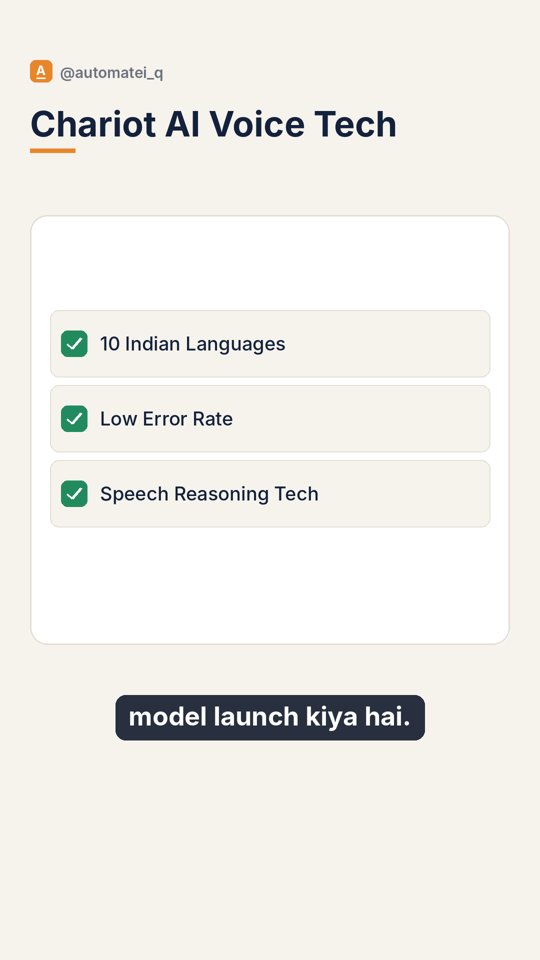 A @automatei_q
Chariot AI Voice Tech
10 Indian Languages
Low Error Rate
Speech Reasoning Tech
model launch kiya hai.